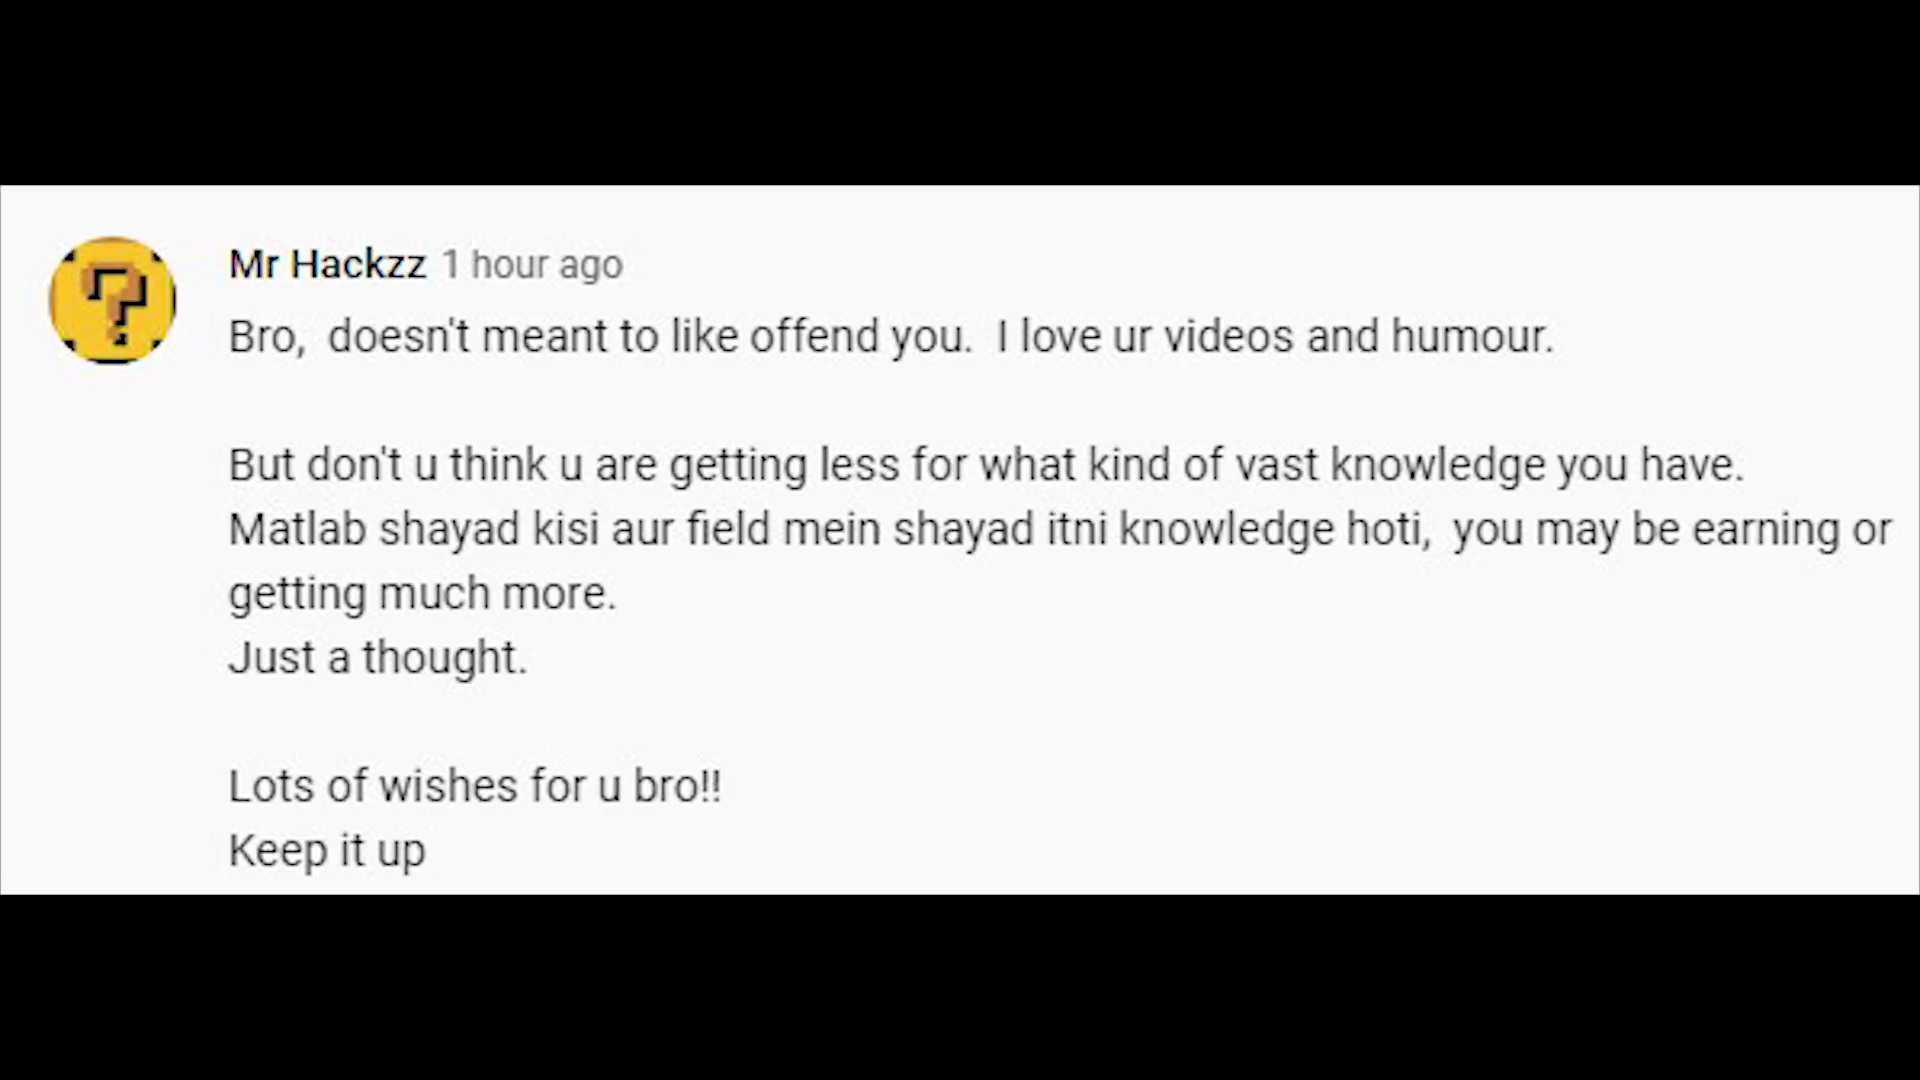 Mr Hackzz 1 hour ago
Bro,  doesn't meant to like offend you.  I love ur videos and humour.
But don't u think u are getting less for what kind of vast knowledge you have.
Matlab shayad kisi aur field mein shayad itni knowledge hoti,  you may be earning or
getting much more.
Just a thought.
Lots of wishes for u bro!!
Keep it up